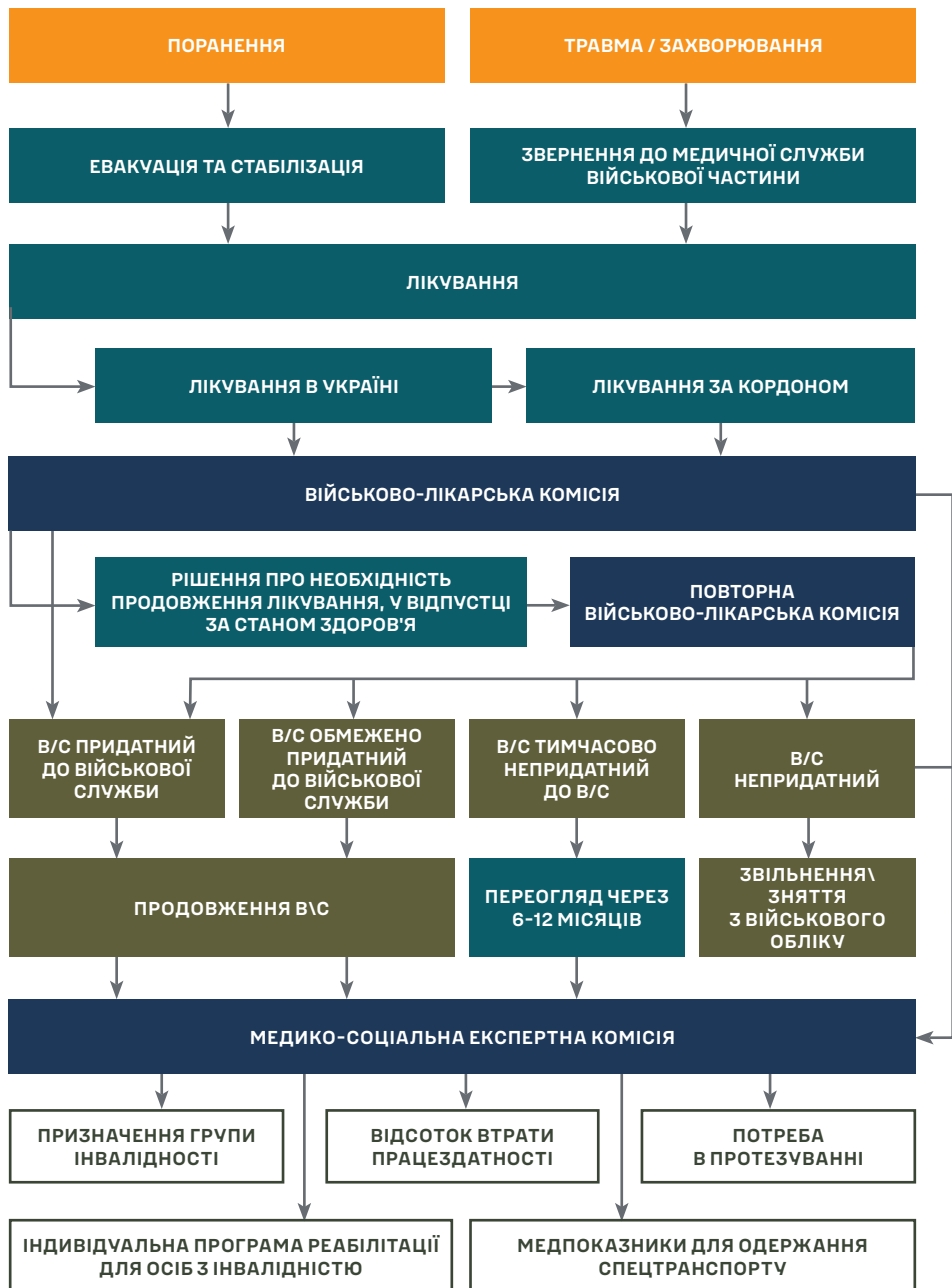 ПОРАНЕННЯ
ТРАВМА / ЗАХВОРЮВАННЯ
ЕВАКУАЦІЯ ТА СТАБІЛІЗАЦІЯ
ЗВЕРНЕННЯ ДО МЕДИЧНОЇ СЛУЖБИ
ВІЙСЬКОВОЇ ЧАСТИНИ
ЛІКУВАННЯ
ЛІКУВАННЯ В УКРАЇНІ
ЛІКУВАННЯ ЗА КОРДОНОМ
ВІЙСЬКОВО-ЛІКАРСЬКА КОМІСІЯ
РІШЕННЯ ПРО НЕОБХІДНІСТЬ
ПРОДОВЖЕННЯ ЛІКУВАННЯ, У ВІДПУСТЦІ
ЗА СТАНОМ ЗДОРОВ'Я
ПОВТОРНА
ВІЙСЬКОВО-ЛІКАРСЬКА КОМІСІЯ
В/С ПРИДАТНИЙ
ДО ВІЙСЬКОВОЇ
СЛУЖБИ
В/С ОБМЕЖЕНО
ПРИДАТНИЙ
ДО ВІЙСЬКОВОЇ
СЛУЖБИ
В/С ТИМЧАСОВО
НЕПРИДАТНИЙ
ДО В/С
В/С
НЕПРИДАТНИЙ
ПРОДОВЖЕННЯ В\С
ПЕРЕОГЛЯД ЧЕРЕЗ
6-12 МІСЯЦІВ
ЗВІЛЬНЕННЯ\
ЗНЯТТЯ
З ВІЙСЬКОВОГО
ОБЛІКУ
МЕДИКО-СОЦІАЛЬНА ЕКСПЕРТНА КОМІСІЯ
ПРИЗНАЧЕННЯ ГРУПИ
ІНВАЛІДНОСТІ
ВІДСОТОК ВТРАТИ
ПРАЦЕЗДАТНОСТІ
ПОТРЕБА
В ПРОТЕЗУВАННІ
ІНДИВІДУАЛЬНА ПРОГРАМА РЕАБІЛІТАЦІЇ
ДЛЯ ОСІБ З ІНВАЛІДНІСТЮ
МЕДПОКАЗНИКИ ДЛЯ ОДЕРЖАННЯ
СПЕЦТРАНСПОРТУ